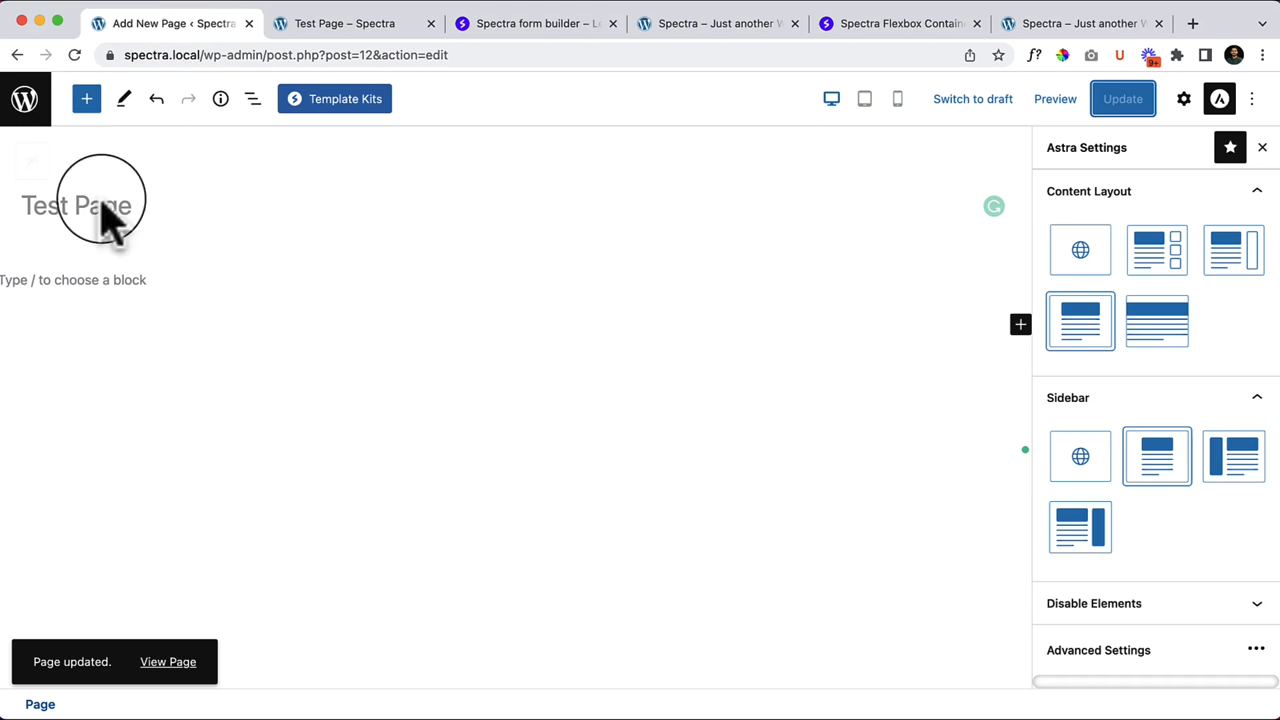 Add New Page ‹ Spectra
Test Page – Spectra
Spectra form builder – L
Spectra – Just another W
Spectra Flexbox Contain
Spectra – Just another W
spectra.local/wp-admin/post.php?post=12&action=edit
f?
U
9+
Template Kits
Switch to draft
Preview
Update
Test Page
Type / to choose a block
Astra Settings
Content Layout
Sidebar
Disable Elements
Advanced Settings
Page updated.
View Page
Page